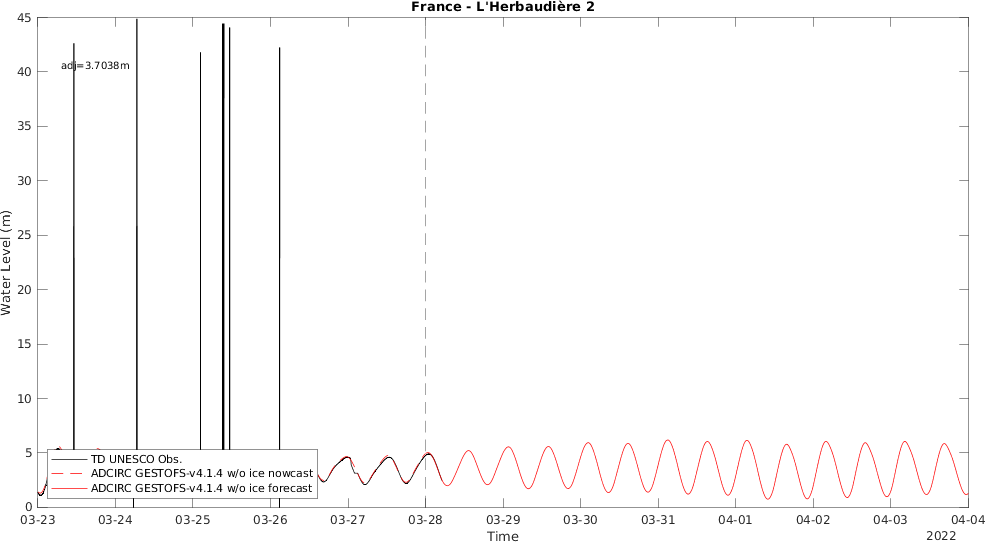 France - L'Herbaudière 2
45
40
35
30
25
20
15
10
5
0
Water Level (m)
adj=3.7038m
TD UNESCO Obs.
ADCIRC GESTOFS-v4.1.4 w/o ice nowcast
ADCIRC GESTOFS-v4.1.4 w/o ice forecast
03-23 03-24 03-25 03-26 03-27 03-28 03-29 03-30 03-31 04-01 04-02 04-03 04-04
Time
2022